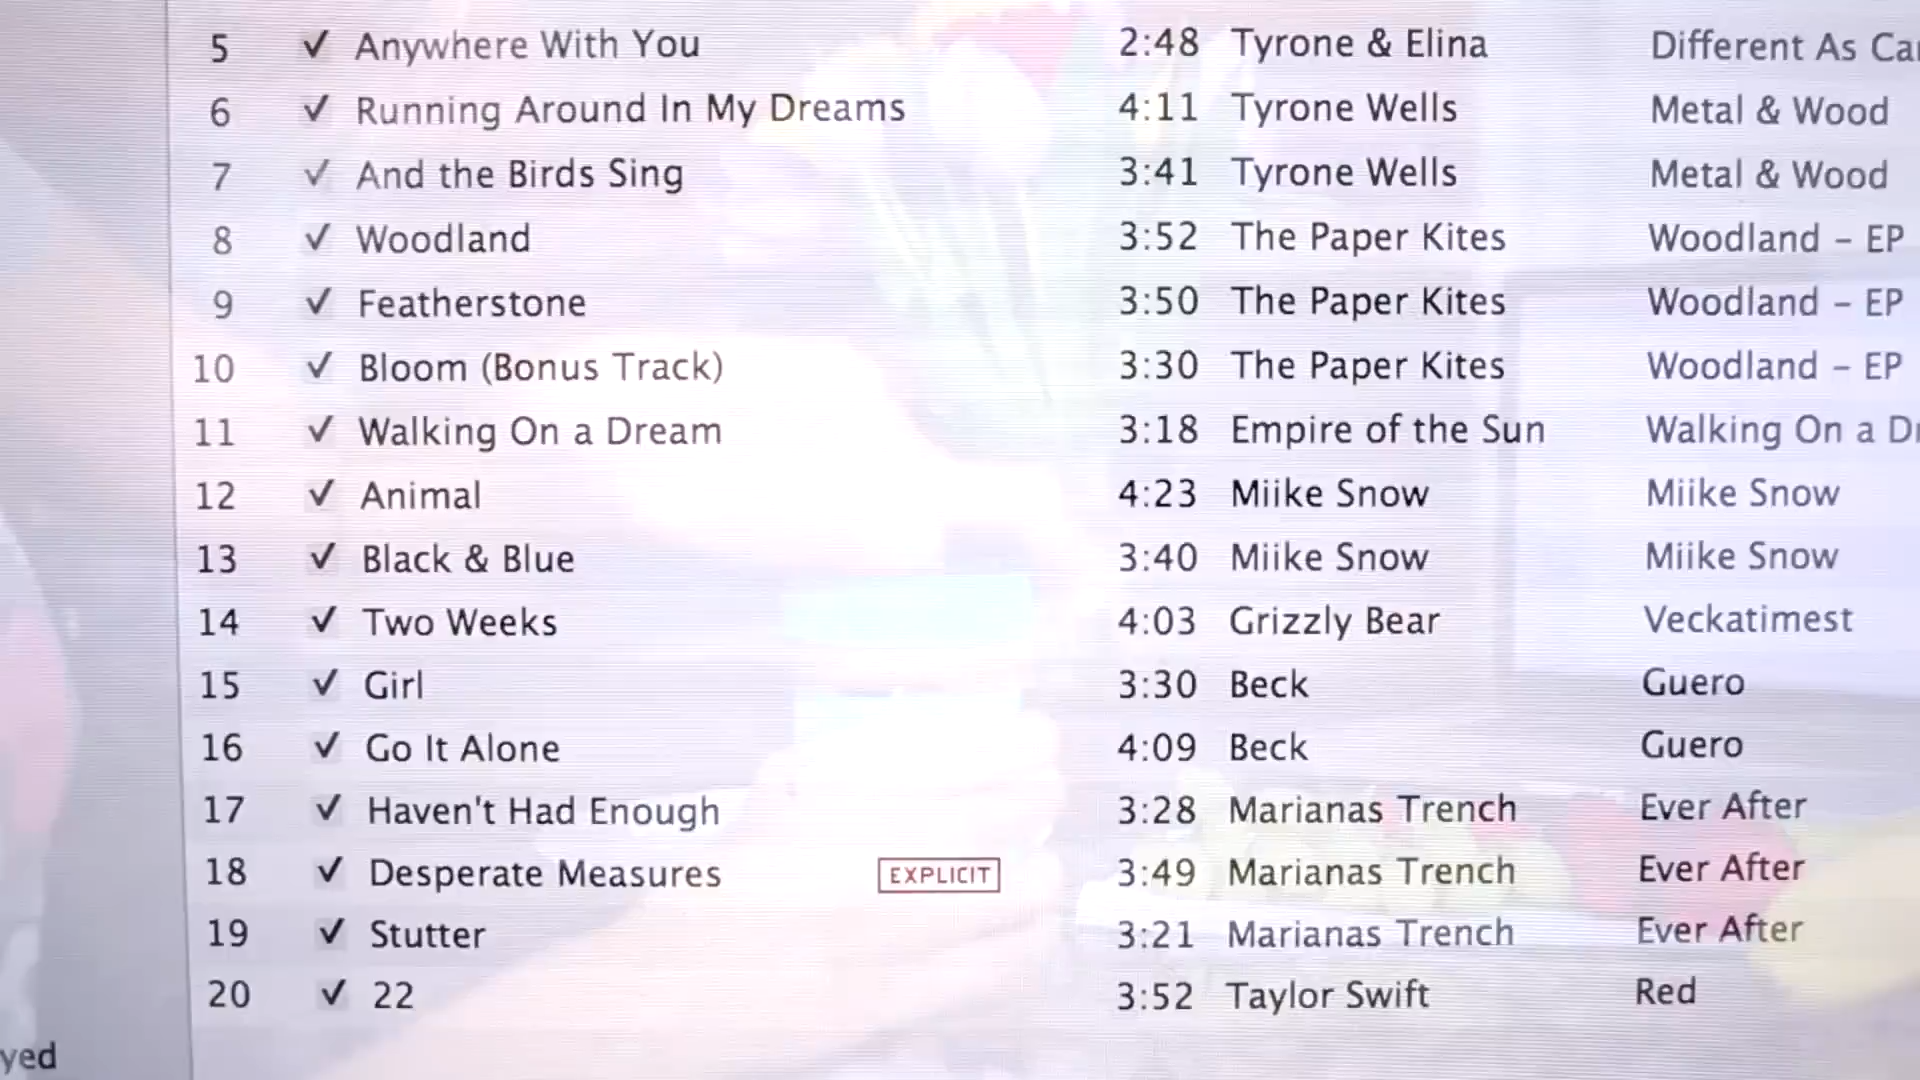 5 ✓ Anywhere With You 2:48 Tyrone & Elina Different As Ca
6 ✓ Running Around In My Dreams 4:11 Tyrone Wells Metal & Wood
7 ✓ And the Birds Sing 3:41 Tyrone Wells Metal & Wood
8 ✓ Woodland 3:52 The Paper Kites Woodland – EP
9 ✓ Featherstone 3:50 The Paper Kites Woodland – EP
10 ✓ Bloom (Bonus Track) 3:30 The Paper Kites Woodland – EP
11 ✓ Walking On a Dream 3:18 Empire of the Sun Walking On a D
12 ✓ Animal 4:23 Miike Snow Miike Snow
13 ✓ Black & Blue 3:40 Miike Snow Miike Snow
14 ✓ Two Weeks 4:03 Grizzly Bear Veckatimest
15 ✓ Girl 3:30 Beck Guero
16 ✓ Go It Alone 4:09 Beck Guero
17 ✓ Haven't Had Enough 3:28 Marianas Trench Ever After
18 ✓ Desperate Measures EXPLICIT 3:49 Marianas Trench Ever After
19 ✓ Stutter 3:21 Marianas Trench Ever After
20 ✓ 22 3:52 Taylor Swift Red
yed